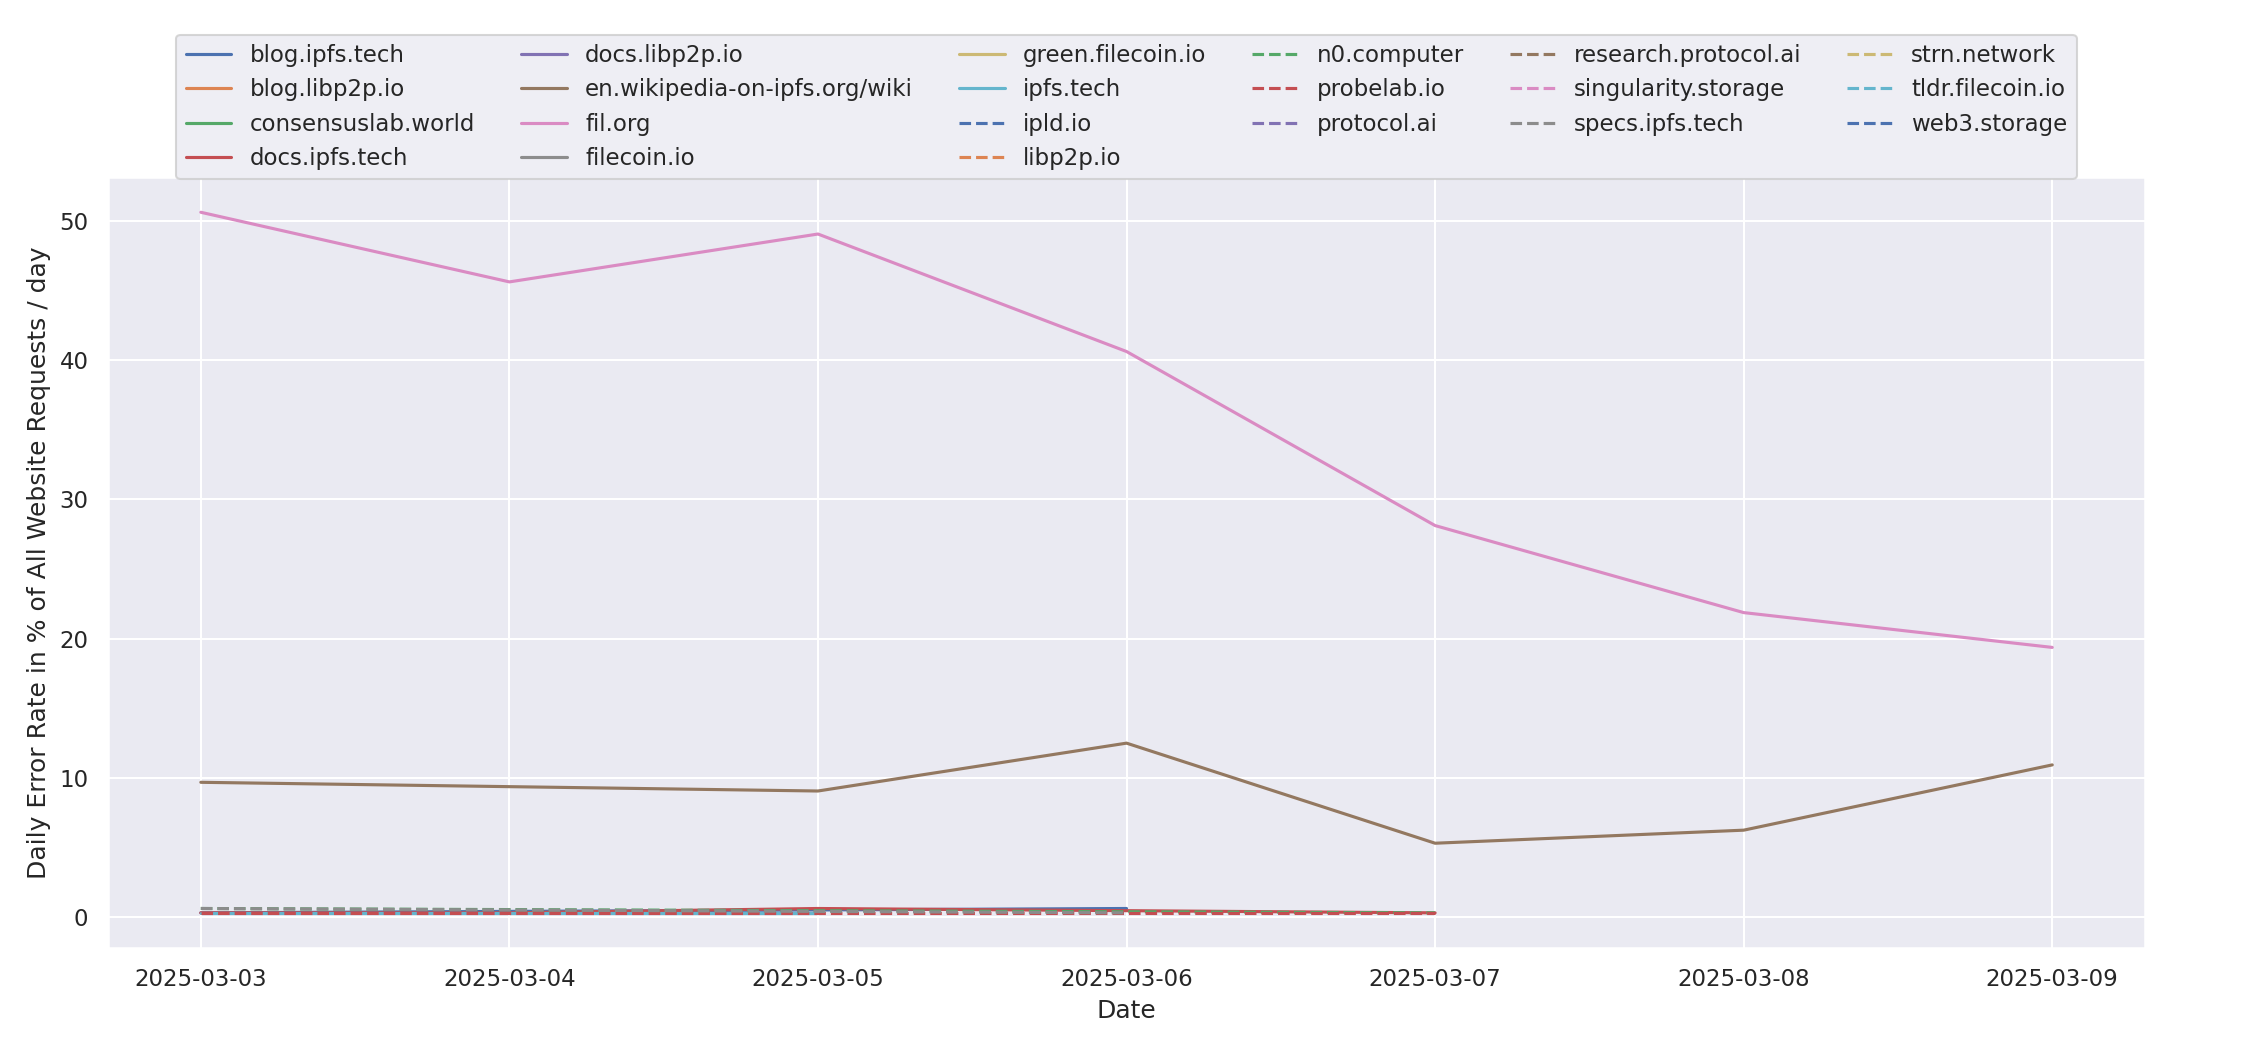 blog.ipfs.tech
blog.libp2p.io
consensuslab.world
docs.ipfs.tech
docs.libp2p.io
en.wikipedia-on-ipfs.org/wiki
fil.org
filecoin.io
green.filecoin.io
ipfs.tech
ipld.io
libp2p.io
n0.computer
probelab.io
protocol.ai
research.protocol.ai
singularity.storage
specs.ipfs.tech
strn.network
tldr.filecoin.io
web3.storage
Daily Error Rate in % of All Website Requests / day
50
40
30
20
10
0
2025-03-03
2025-03-04
2025-03-05
2025-03-06
2025-03-07
2025-03-08
2025-03-09
Date